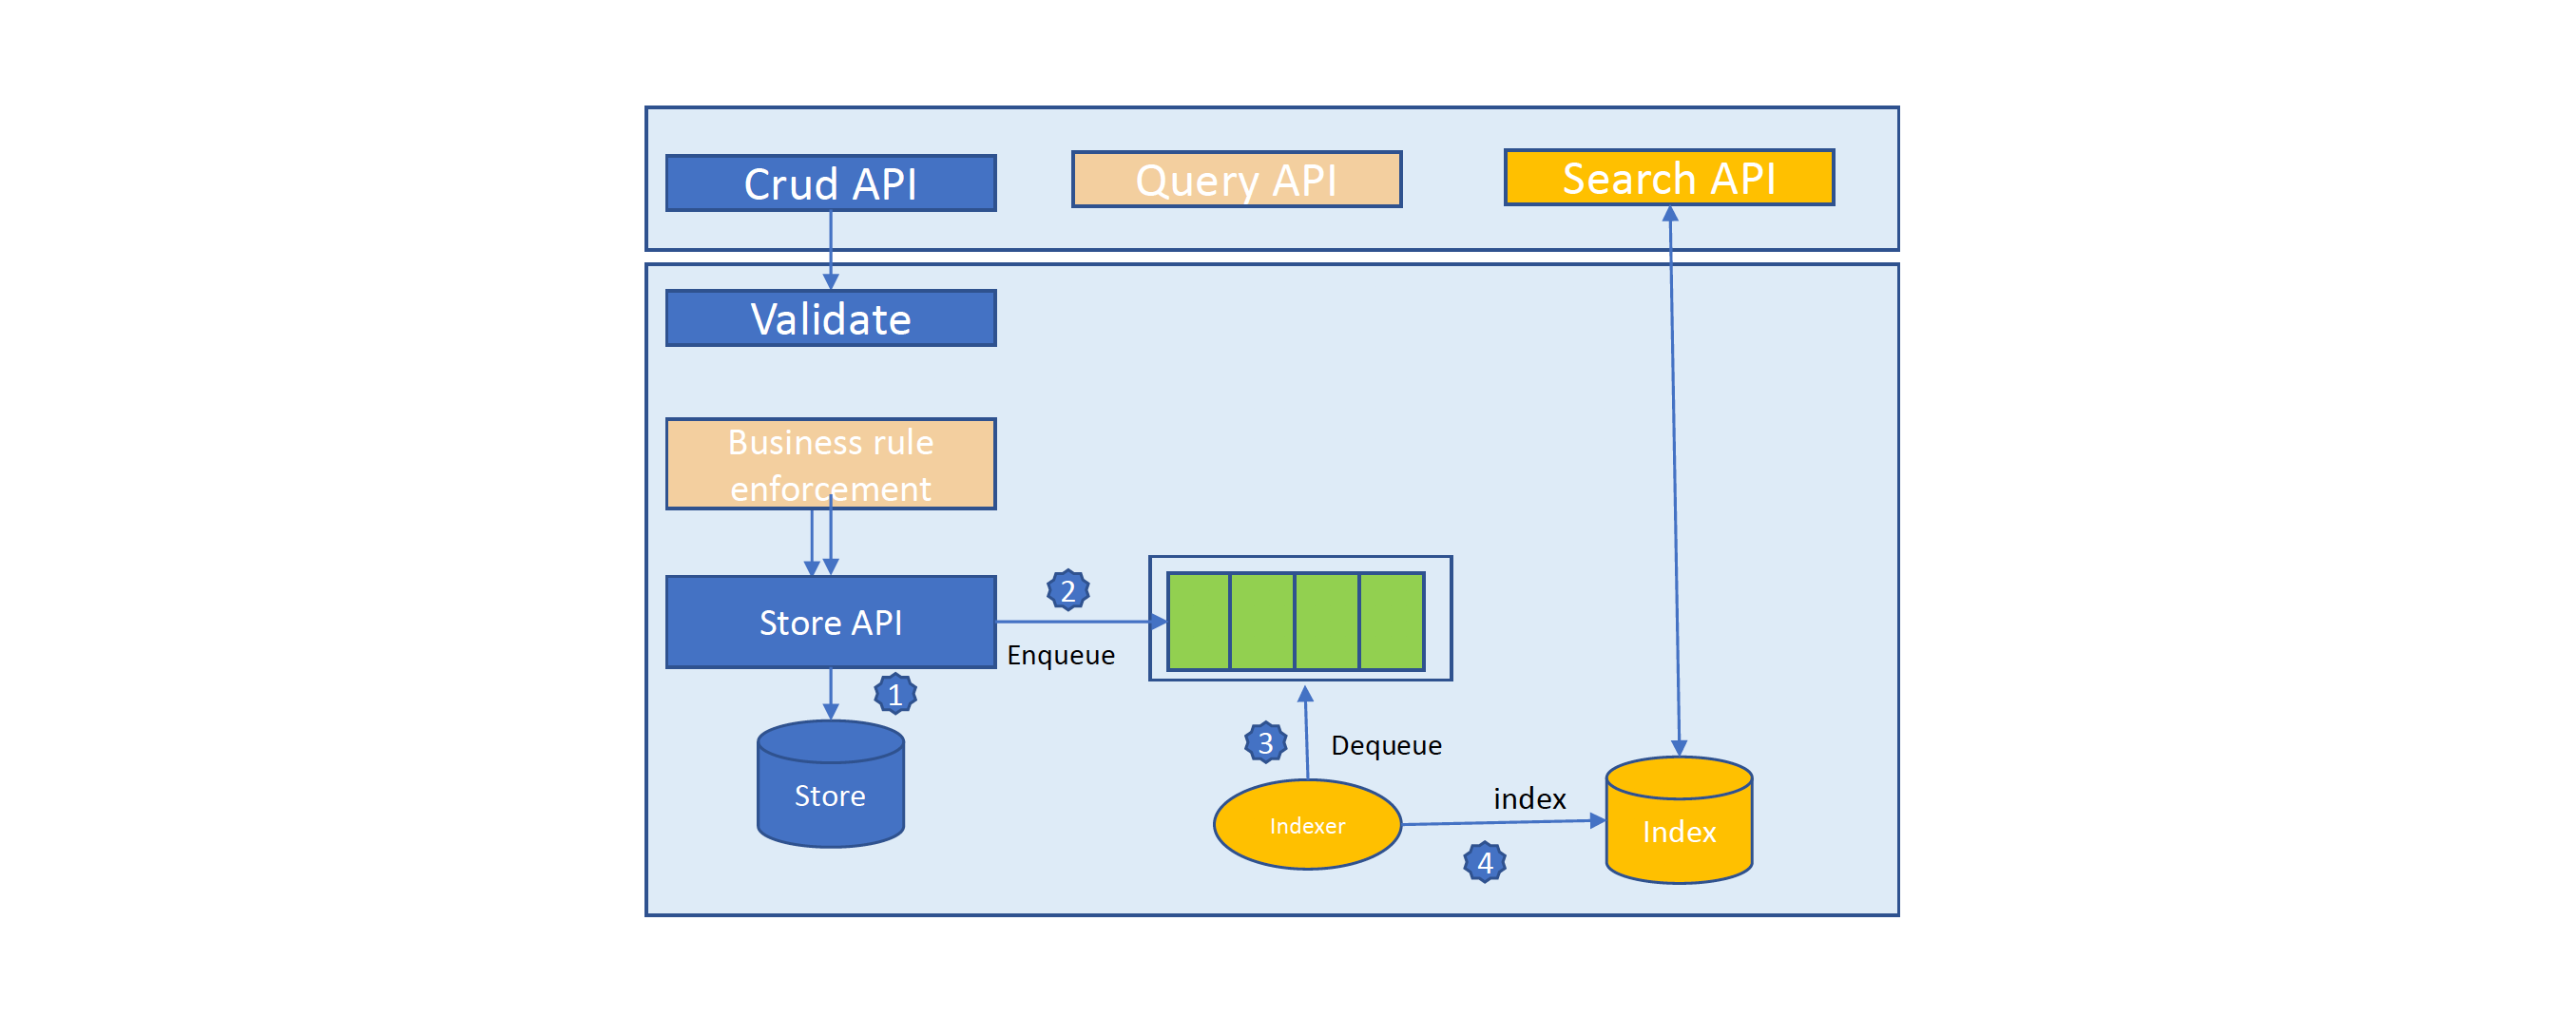 Crud API
Query API
Search API
Validate
Business rule
enforcement
Store API
2
Enqueue
1
Store
3
Dequeue
Indexer
index
4
Index